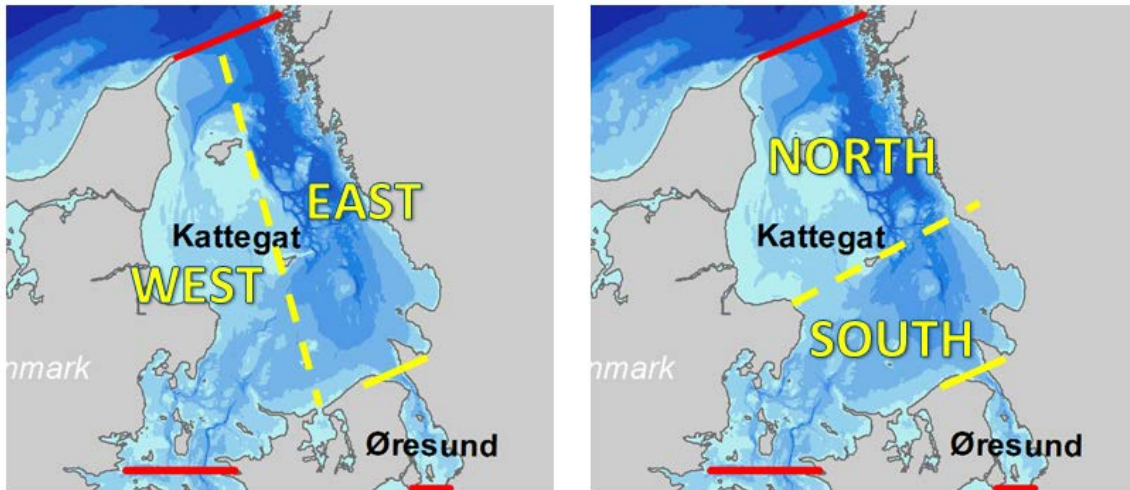 EAST
Kattegat
WEST
nmark
Øresund
NORTH
Kattegat
SOUTH
nmark
Øresund